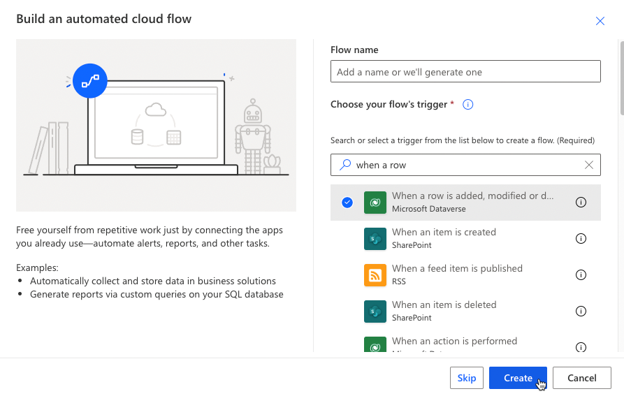 Build an automated cloud flow
Free yourself from repetitive work just by connecting the apps
you already use—automate alerts, reports, and other tasks.
Examples:
• Automatically collect and store data in business solutions
• Generate reports via custom queries on your SQL database
Flow name
Add a name or we'll generate one
Choose your flow's trigger *
Search or select a trigger from the list below to create a flow. (Required)
when a row
When a row is added, modified or d...
Microsoft Dataverse
When an item is created
SharePoint
When a feed item is published
RSS
When an item is deleted
SharePoint
When an action is performed
Skip
Create
Cancel